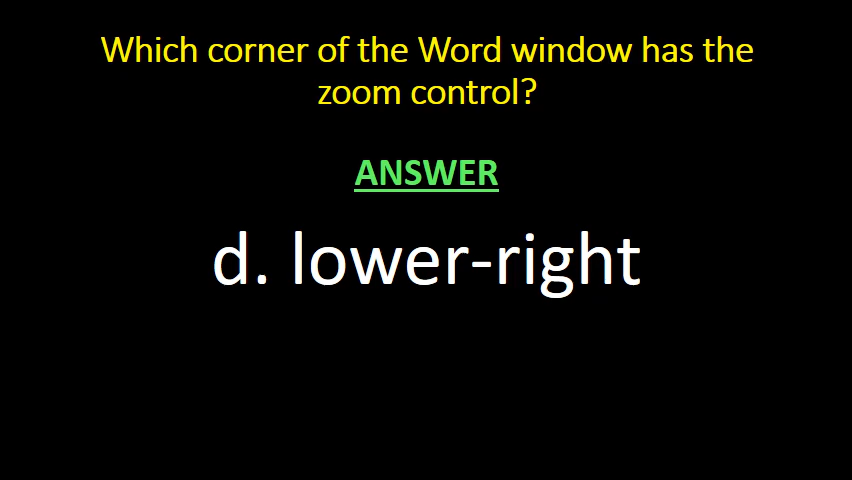 Which corner of the Word window has the
zoom control?
ANSWER
d. lower-right